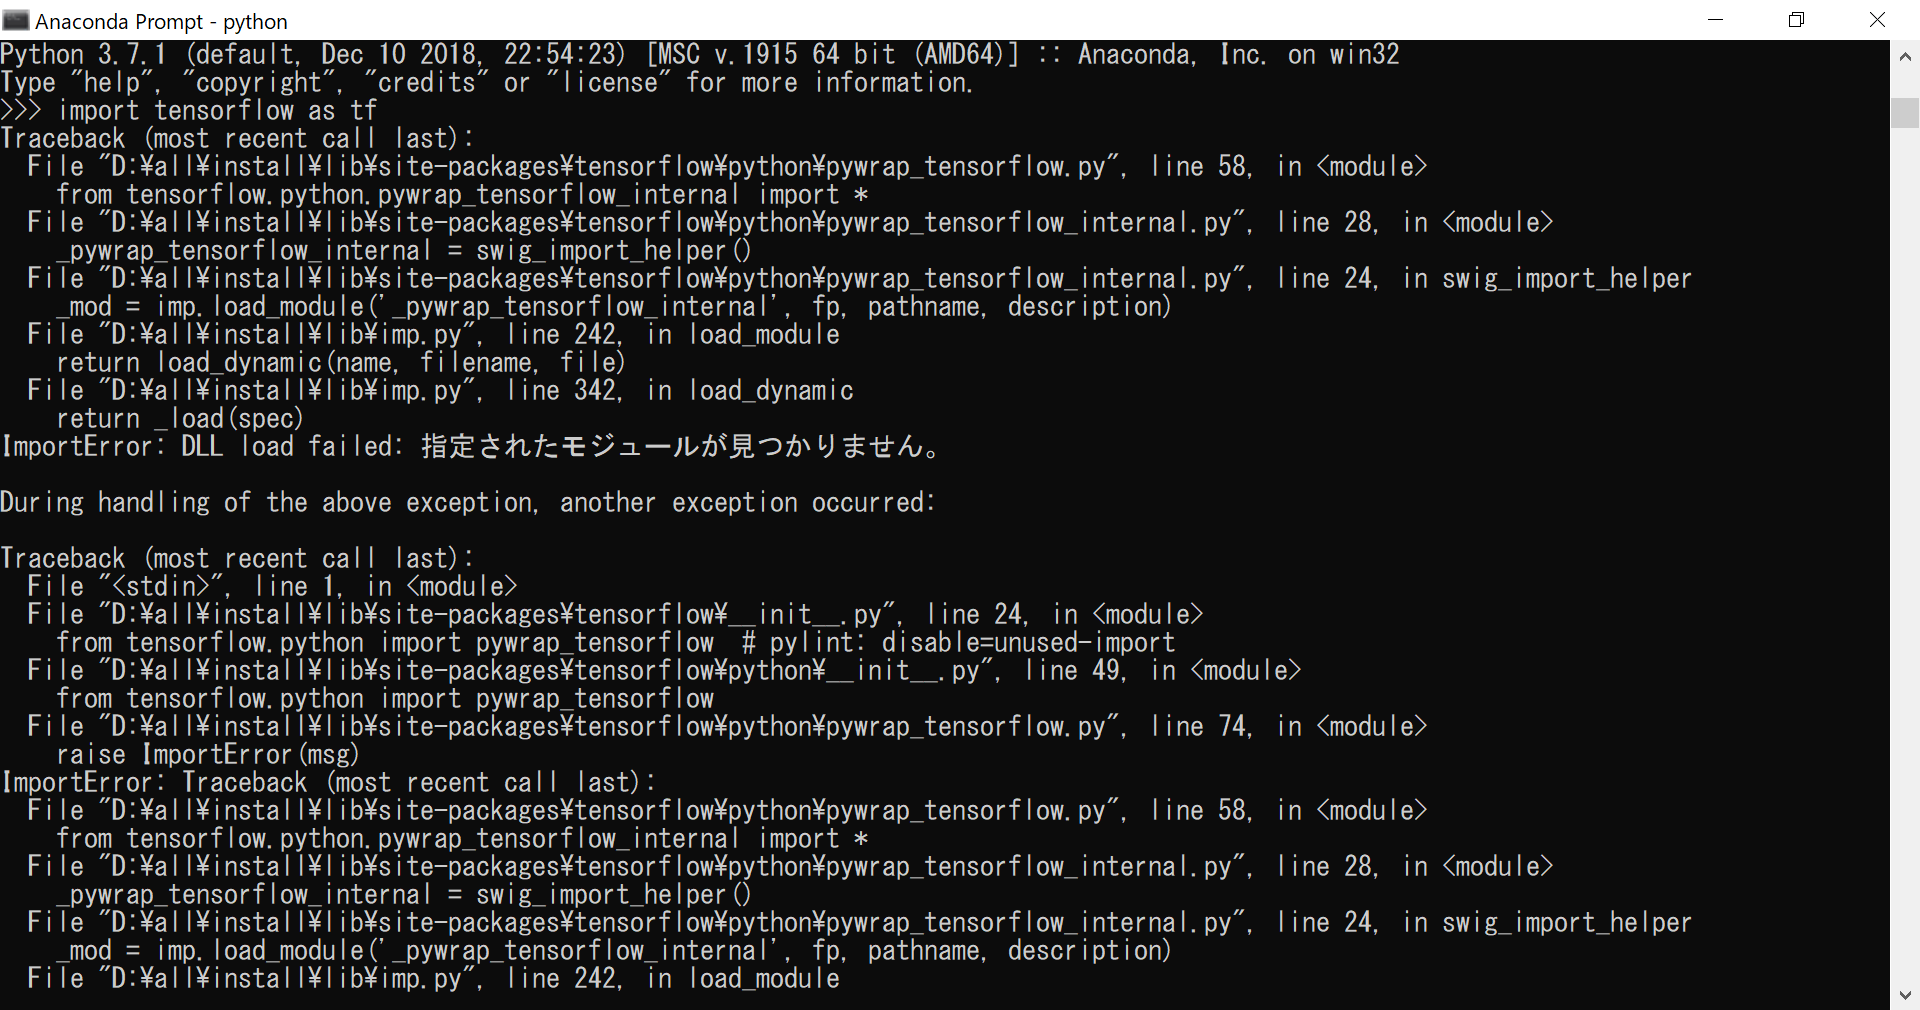 Anaconda Prompt - python
Python 3.7.1 (default, Dec 10 2018, 22:54:23) [MSC v.1915 64 bit (AMD64)] :: Anaconda, Inc. on win32
Type "help", "copyright", "credits" or "license" for more information.
>>> import tensorflow as tf
Traceback (most recent call last):
  File "D:¥all¥install¥lib¥site-packages¥tensorflow¥python¥pywrap_tensorflow.py", line 58, in <module>
    from tensorflow.python.pywrap_tensorflow_internal import *
  File "D:¥all¥install¥lib¥site-packages¥tensorflow¥python¥pywrap_tensorflow_internal.py", line 28, in <module>
    _pywrap_tensorflow_internal = swig_import_helper()
  File "D:¥all¥install¥lib¥site-packages¥tensorflow¥python¥pywrap_tensorflow_internal.py", line 24, in swig_import_helper
    _mod = imp.load_module('_pywrap_tensorflow_internal', fp, pathname, description)
  File "D:¥all¥install¥lib¥imp.py", line 242, in load_module
    return load_dynamic(name, filename, file)
  File "D:¥all¥install¥lib¥imp.py", line 342, in load_dynamic
    return _load(spec)
ImportError: DLL load failed: 指定されたモジュールが見つかりません。

During handling of the above exception, another exception occurred:

Traceback (most recent call last):
  File "<stdin>", line 1, in <module>
  File "D:¥all¥install¥lib¥site-packages¥tensorflow¥__init__.py", line 24, in <module>
    from tensorflow.python import pywrap_tensorflow  # pylint: disable=unused-import
  File "D:¥all¥install¥lib¥site-packages¥tensorflow¥python¥__init__.py", line 49, in <module>
    from tensorflow.python import pywrap_tensorflow
  File "D:¥all¥install¥lib¥site-packages¥tensorflow¥python¥pywrap_tensorflow.py", line 74, in <module>
    raise ImportError(msg)
ImportError: Traceback (most recent call last):
  File "D:¥all¥install¥lib¥site-packages¥tensorflow¥python¥pywrap_tensorflow.py", line 58, in <module>
    from tensorflow.python.pywrap_tensorflow_internal import *
  File "D:¥all¥install¥lib¥site-packages¥tensorflow¥python¥pywrap_tensorflow_internal.py", line 28, in <module>
    _pywrap_tensorflow_internal = swig_import_helper()
  File "D:¥all¥install¥lib¥site-packages¥tensorflow¥python¥pywrap_tensorflow_internal.py", line 24, in swig_import_helper
    _mod = imp.load_module('_pywrap_tensorflow_internal', fp, pathname, description)
  File "D:¥all¥install¥lib¥imp.py", line 242, in load_module